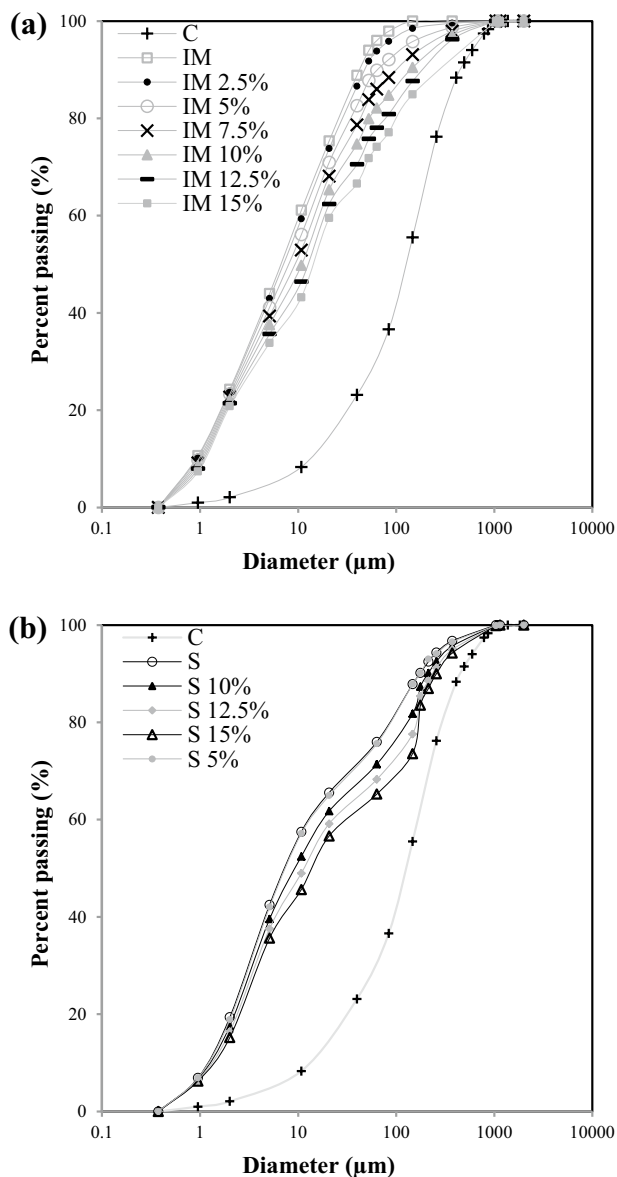 (a)
100
80
60
40
20
0
Percent passing (%)
C
IM
IM 2.5%
IM 5%
IM 7.5%
IM 10%
IM 12.5%
IM 15%
0.1 1 10 100 1000 10000
Diameter (µm)
(b)
100
80
60
40
20
0
Percent passing (%)
C
S
S 10%
S 12.5%
S 15%
S 5%
0.1 1 10 100 1000 10000
Diameter (µm)